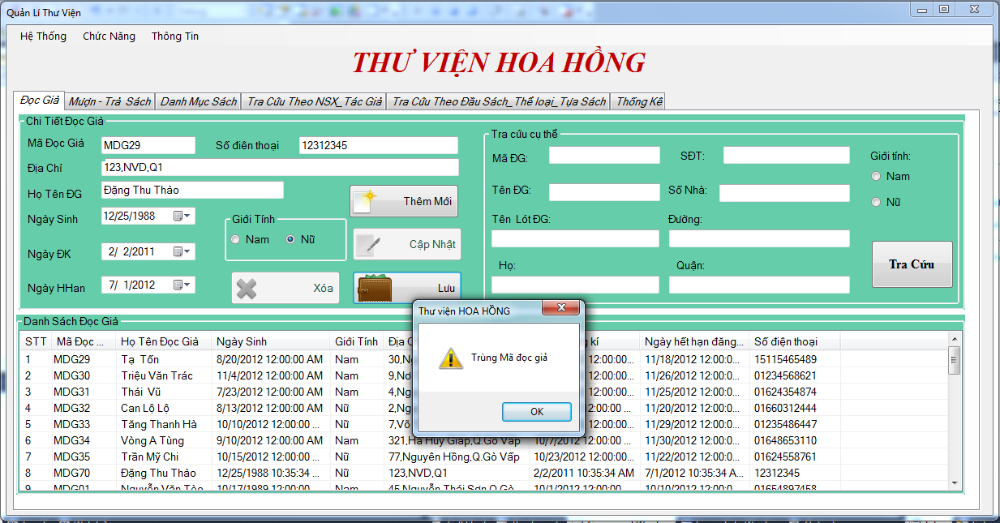 Quản Lí Thư Viện
Hệ Thống Chức Năng Thông Tin
THƯ VIỆN HOA HỒNG
Đọc Giả Mượn - Trả Sách Danh Mục Sách Tra Cứu Theo NSX_Tác Giả Tra Cứu Theo Đầu Sách_Thể loại_Tựa Sách Thống Kê
Chi Tiết Đọc Giả
Mã Đọc Giả MDG29 Số điên thoại 12312345
Địa Chỉ 123,NVD,Q1
Họ Tên ĐG Đặng Thu Thảo
Ngày Sinh 12/25/1988
Ngày ĐK 2/ 2/2011
Ngày HHan 7/ 1/2012
Giới Tính
Nam Nữ
Thêm Mới
Cập Nhật
Xóa Lưu
Tra cứu cụ thể
Mã ĐG: SĐT: Giới tính:
Nam
Tên ĐG: Số Nhà:
Nữ
Tên Lót ĐG: Đường:
Họ: Quận:
Tra Cứu
Thư viện HOA HỒNG
Trùng Mã đọc giả
OK
Danh Sách Đọc Giả
STT Mã Đọc ... Họ Tên Đọc Giả Ngày Sinh Giới Tính Địa C kí Ngày hết hạn đăng... Số điên thoại
1 MDG29 Tạ Tốn 8/20/2012 12:00:00 AM Nam 30,N 12:00:00... 11/18/2012 12:00:0... 15115465489
2 MDG30 Triệu Văn Trác 11/4/2012 12:00:00 AM Nam 9,N 12:00:00... 11/26/2012 12:00:0... 01234568621
3 MDG31 Thái Vũ 7/23/2012 12:00:00 AM Nam 4,Ng 12:00:00... 11/25/2012 12:00:0... 01624354874
4 MDG32 Can Lộ Lộ 8/13/2012 12:00:00 AM Nữ 2,Ng 12:00:00 ... 11/20/2012 12:00:0... 01660312444
5 MDG33 Tăng Thanh Hà 10/10/2012 12:00:00 ... Nữ 7,Võ 12:00:00... 11/29/2012 12:00:0... 01235486447
6 MDG34 Vòng A Tùng 9/10/2012 12:00:00 AM Nam 321,Hà Huy Giáp,Q.Gò Vấp 10/7/2012 12:00:00 ... 11/30/2012 12:00:0... 01648653110
7 MDG35 Trần Mỹ Chi 10/15/2012 12:00:00 ... Nữ 77,Nguyên Hồng,Q.Gò Vấp 10/23/2012 12:00:00... 11/22/2012 12:00:0... 01624558761
8 MDG70 Đặng Thu Thảo 12/25/1988 10:35:34 ... Nữ 123,NVD,Q1 2/2/2011 10:35:34 AM 7/1/2012 10:35:34 A... 12312345
9 MDG01 Nguyễn Văn Tèo 10/17/1989 12:00:00 Nam 45,Nguyễn Thái Sơn,Q.Gò 10/1/2012 12:00:00 10/10/2012 12:00:0 01654897458